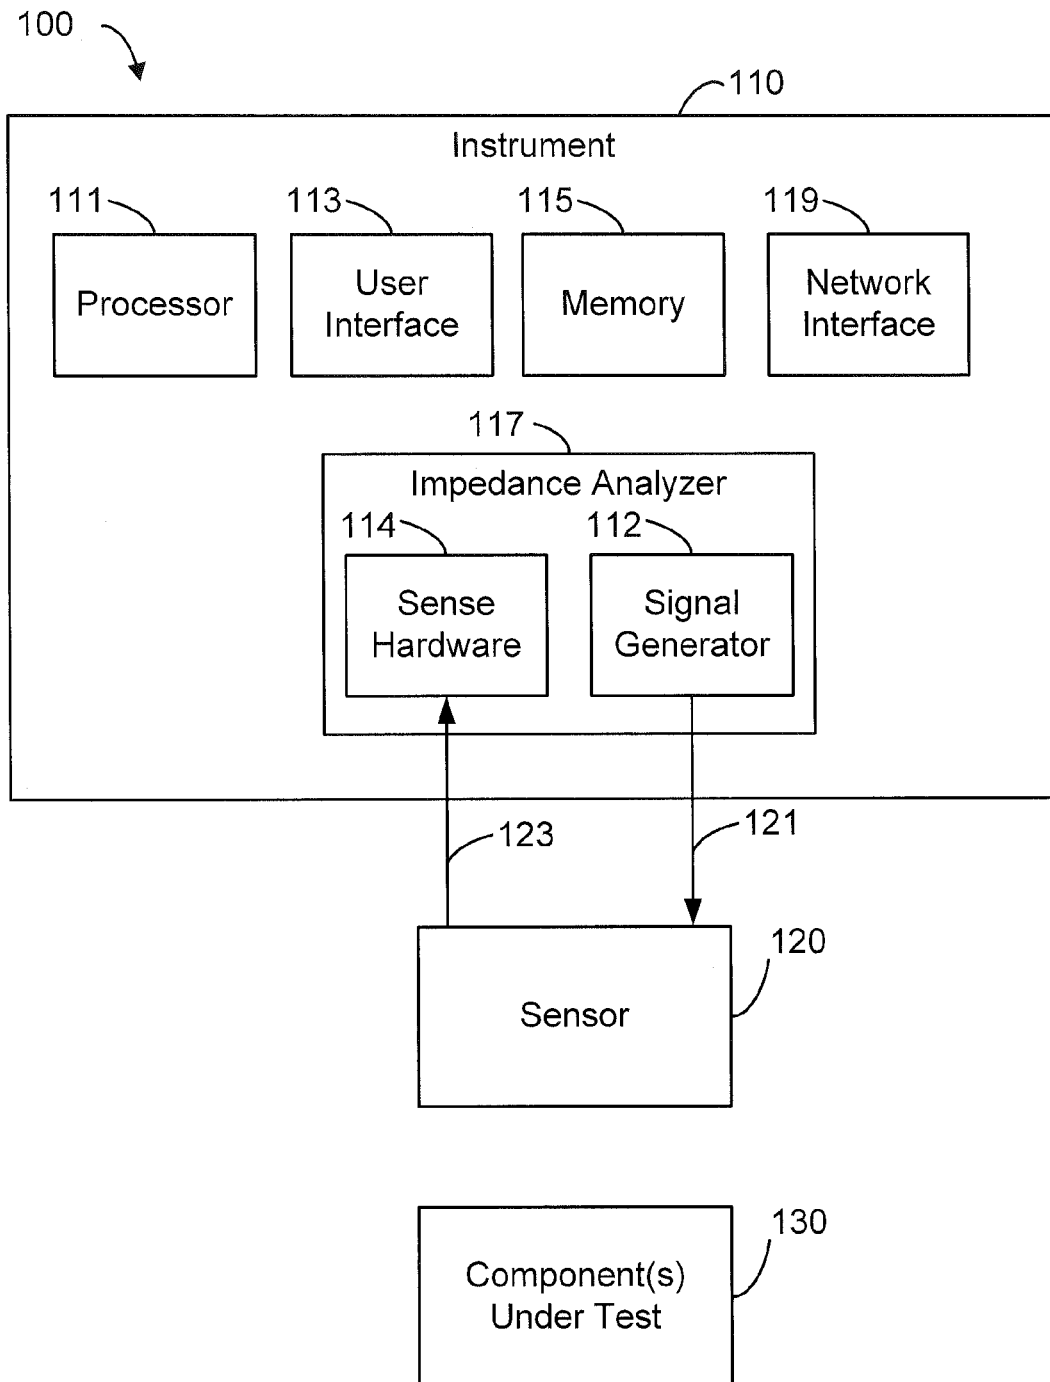 100
110
Instrument
111
113
115
119
Processor
User
Interface
Memory
Network
Interface
117
Impedance Analyzer
114
112
Sense
Hardware
Signal
Generator
123
121
120
Sensor
130
Component(s)
Under Test